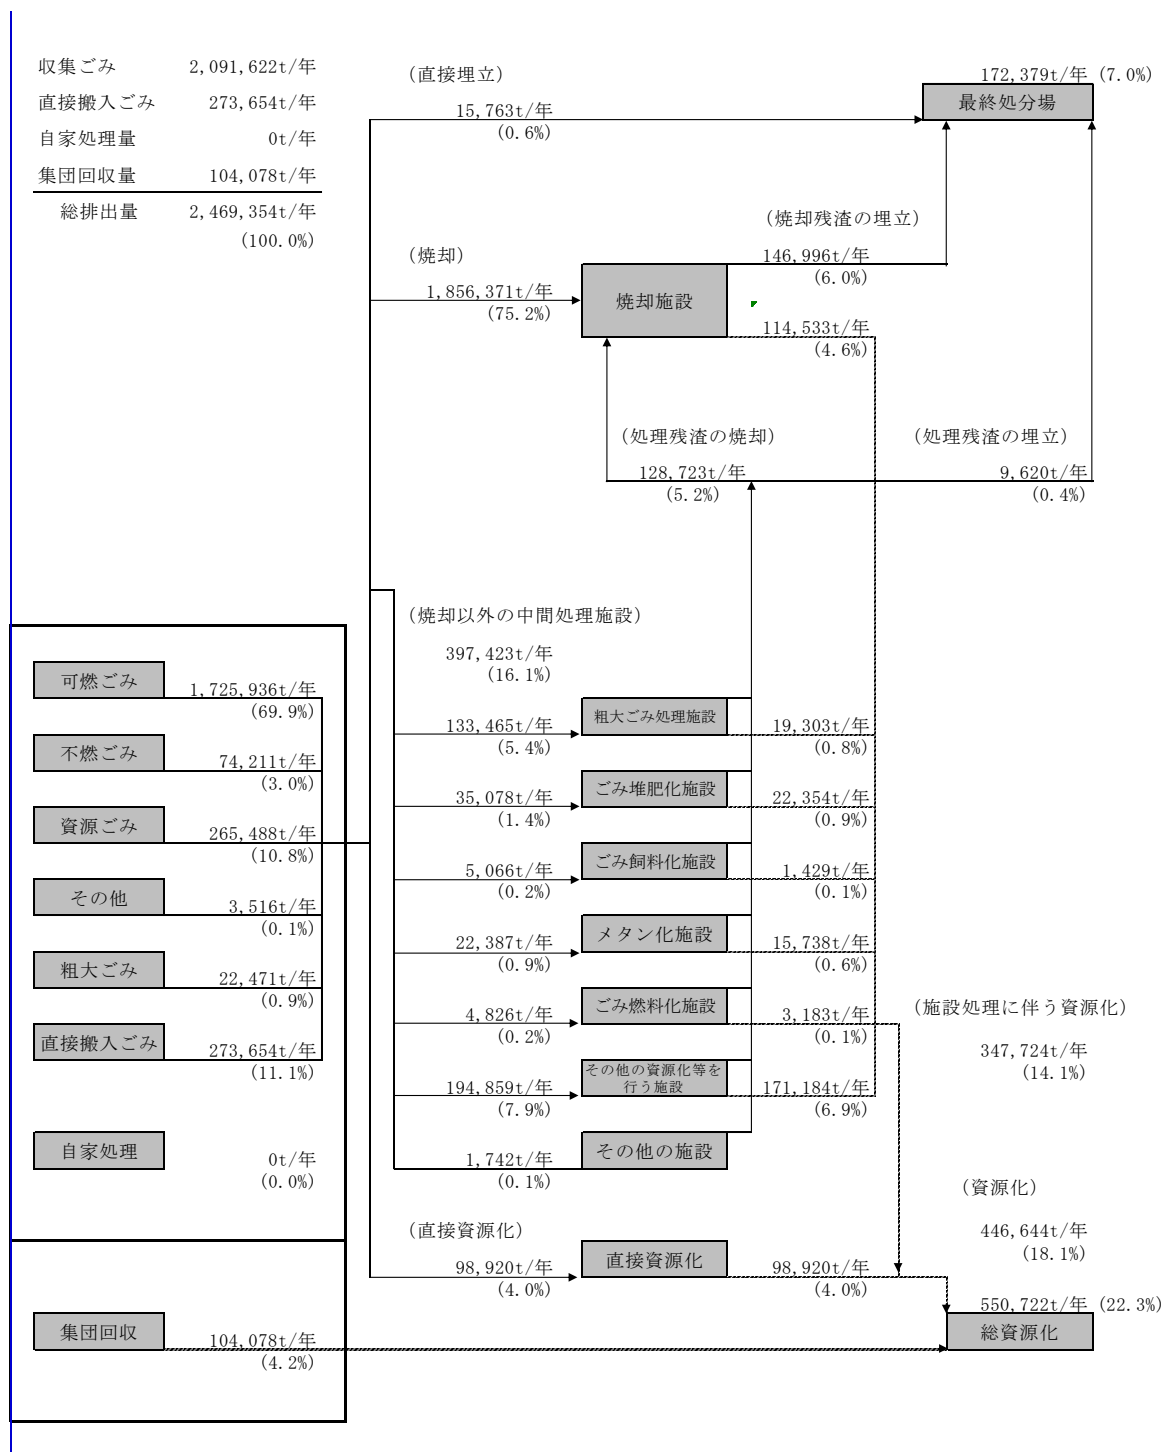 収集ごみ 2,091,622t/年
直接搬入ごみ 273,654t/年
自家処理量 0t/年
集団回収量 104,078t/年
総排出量 2,469,354t/年
(100.0%)
(直接埋立)
15,763t/年
(0.6%)
172,379t/年 (7.0%)
最終処分場
(焼却)
1,856,371t/年
(75.2%)
焼却施設
(焼却残渣の埋立)
146,996t/年
(6.0%)
114,533t/年
(4.6%)
(処理残渣の焼却)
128,723t/年
(5.2%)
(処理残渣の埋立)
9,620t/年
(0.4%)
可燃ごみ
1,725,936t/年
(69.9%)
不燃ごみ
74,211t/年
(3.0%)
資源ごみ
265,488t/年
(10.8%)
その他
3,516t/年
(0.1%)
粗大ごみ
22,471t/年
(0.9%)
直接搬入ごみ
273,654t/年
(11.1%)
自家処理
0t/年
(0.0%)
集団回収
104,078t/年
(4.2%)
(焼却以外の中間処理施設)
397,423t/年
(16.1%)
133,465t/年
(5.4%)
粗大ごみ処理施設
19,303t/年
(0.8%)
35,078t/年
(1.4%)
ごみ堆肥化施設
22,354t/年
(0.9%)
5,066t/年
(0.2%)
ごみ飼料化施設
1,429t/年
(0.1%)
22,387t/年
(0.9%)
メタン化施設
15,738t/年
(0.6%)
4,826t/年
(0.2%)
ごみ燃料化施設
3,183t/年
(0.1%)
194,859t/年
(7.9%)
その他の資源化等を
行う施設
171,184t/年
(6.9%)
1,742t/年
(0.1%)
その他の施設
(施設処理に伴う資源化)
347,724t/年
(14.1%)
(直接資源化)
98,920t/年
(4.0%)
直接資源化
98,920t/年
(4.0%)
(資源化)
446,644t/年
(18.1%)
550,722t/年 (22.3%)
総資源化